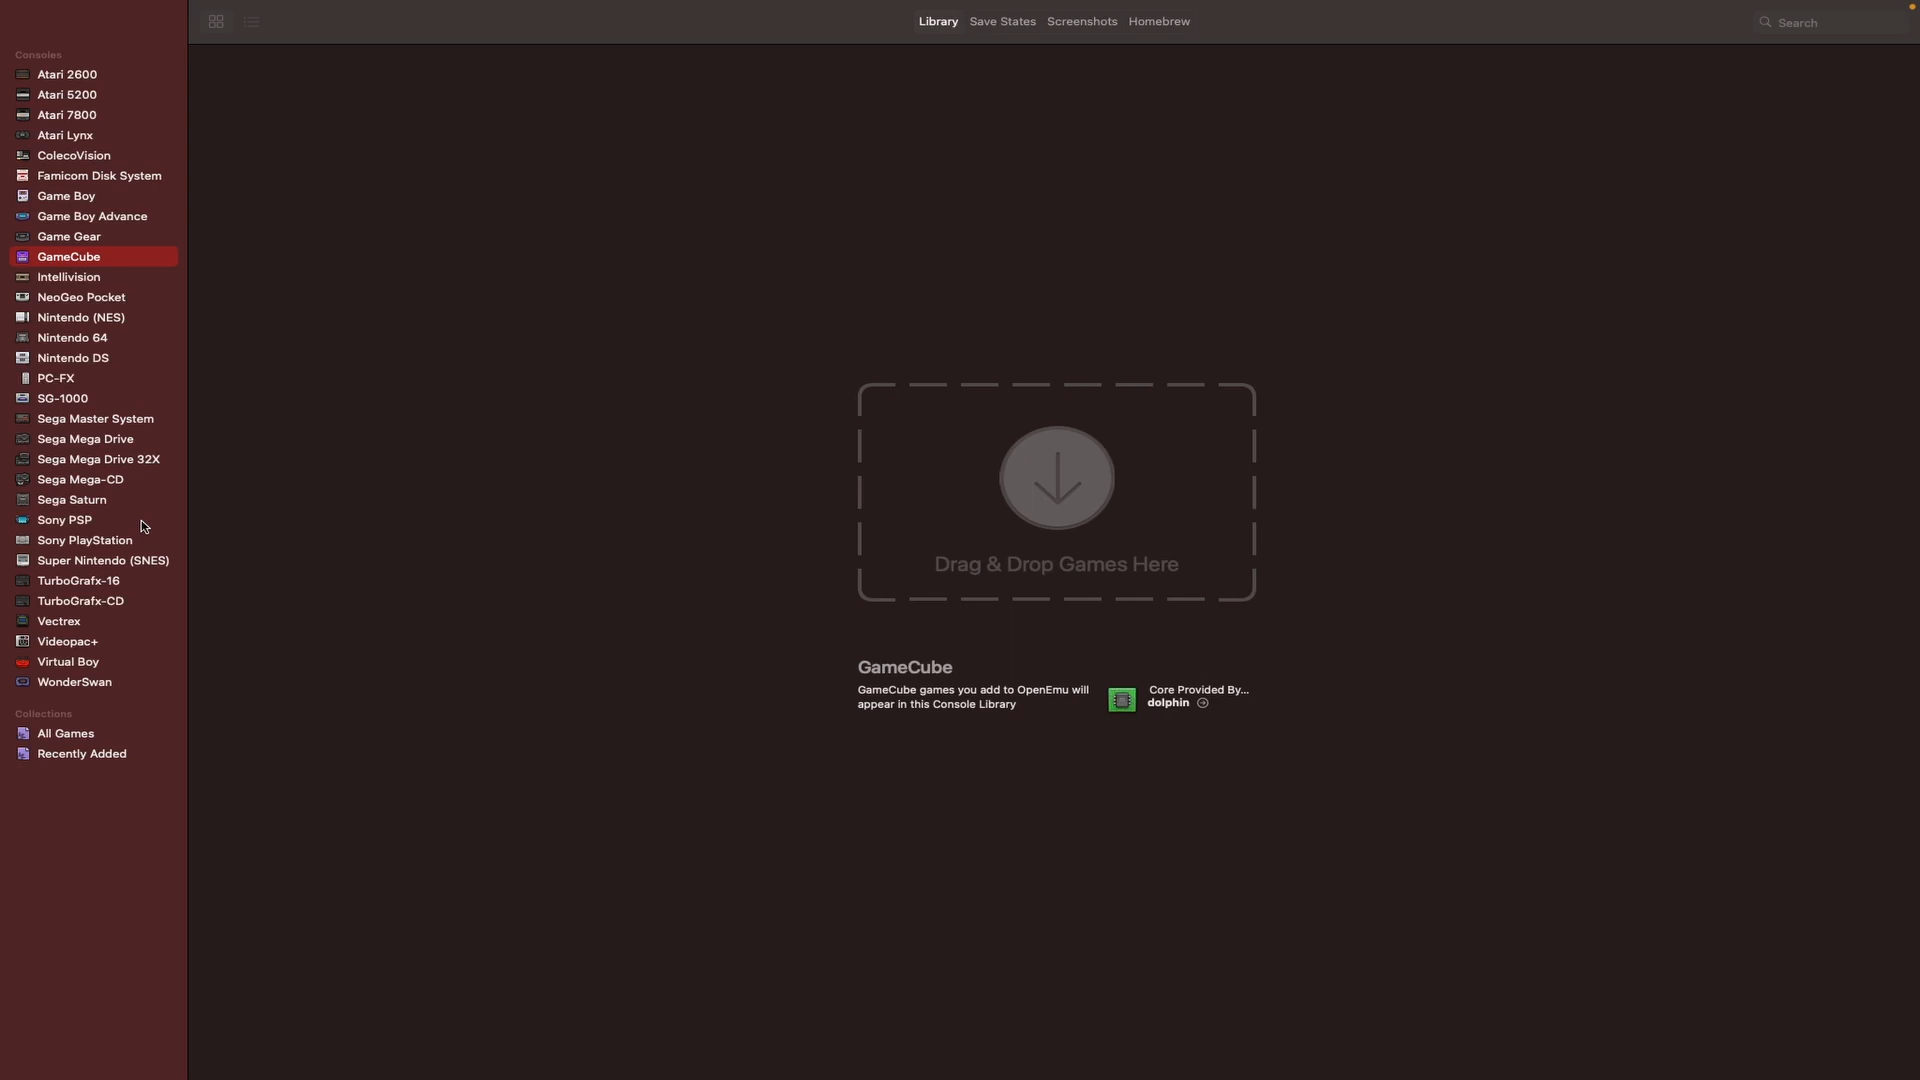 Library
Save States
Screenshots
Homebrew
Search
Consoles
Atari 2600
Atari 5200
Atari 7800
Atari Lynx
ColecoVision
Famicom Disk System
Game Boy
Game Boy Advance
Game Gear
GameCube
Intellivision
NeoGeo Pocket
Nintendo (NES)
Nintendo 64
Nintendo DS
PC-FX
SG-1000
Sega Master System
Sega Mega Drive
Sega Mega Drive 32X
Sega Mega-CD
Sega Saturn
Sony PSP
Sony PlayStation
Super Nintendo (SNES)
TurboGrafx-16
TurboGrafx-CD
Vectrex
Videopac+
Virtual Boy
WonderSwan
Collections
All Games
Recently Added
Drag & Drop Games Here
GameCube
GameCube games you add to OpenEmu will
appear in this Console Library
Core Provided By...
dolphin